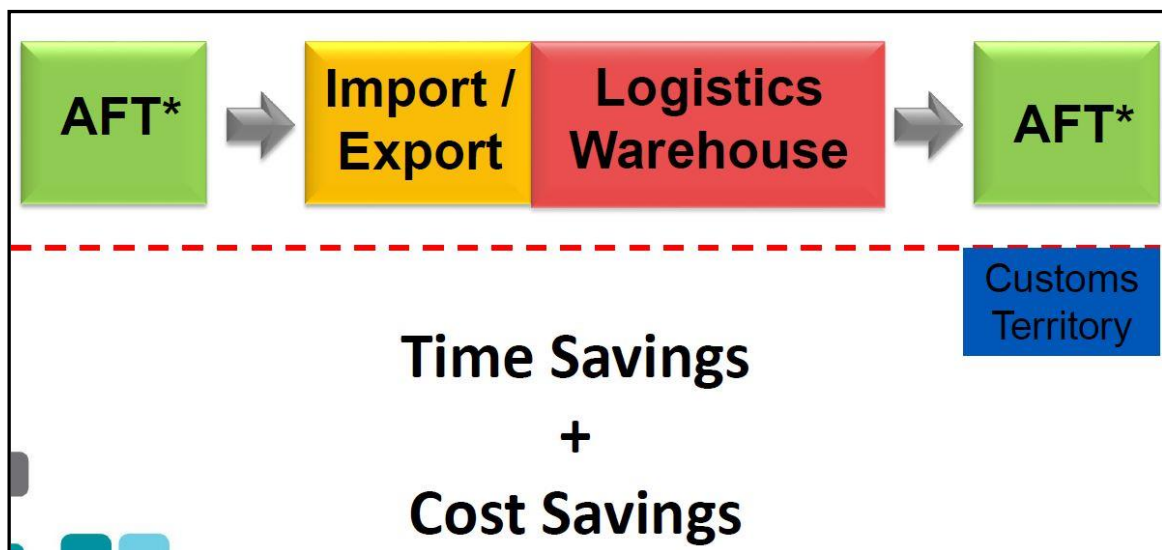 AFT*
Import /
Export
Logistics
Warehouse
AFT*
Customs
Territory
Time Savings
+
Cost Savings